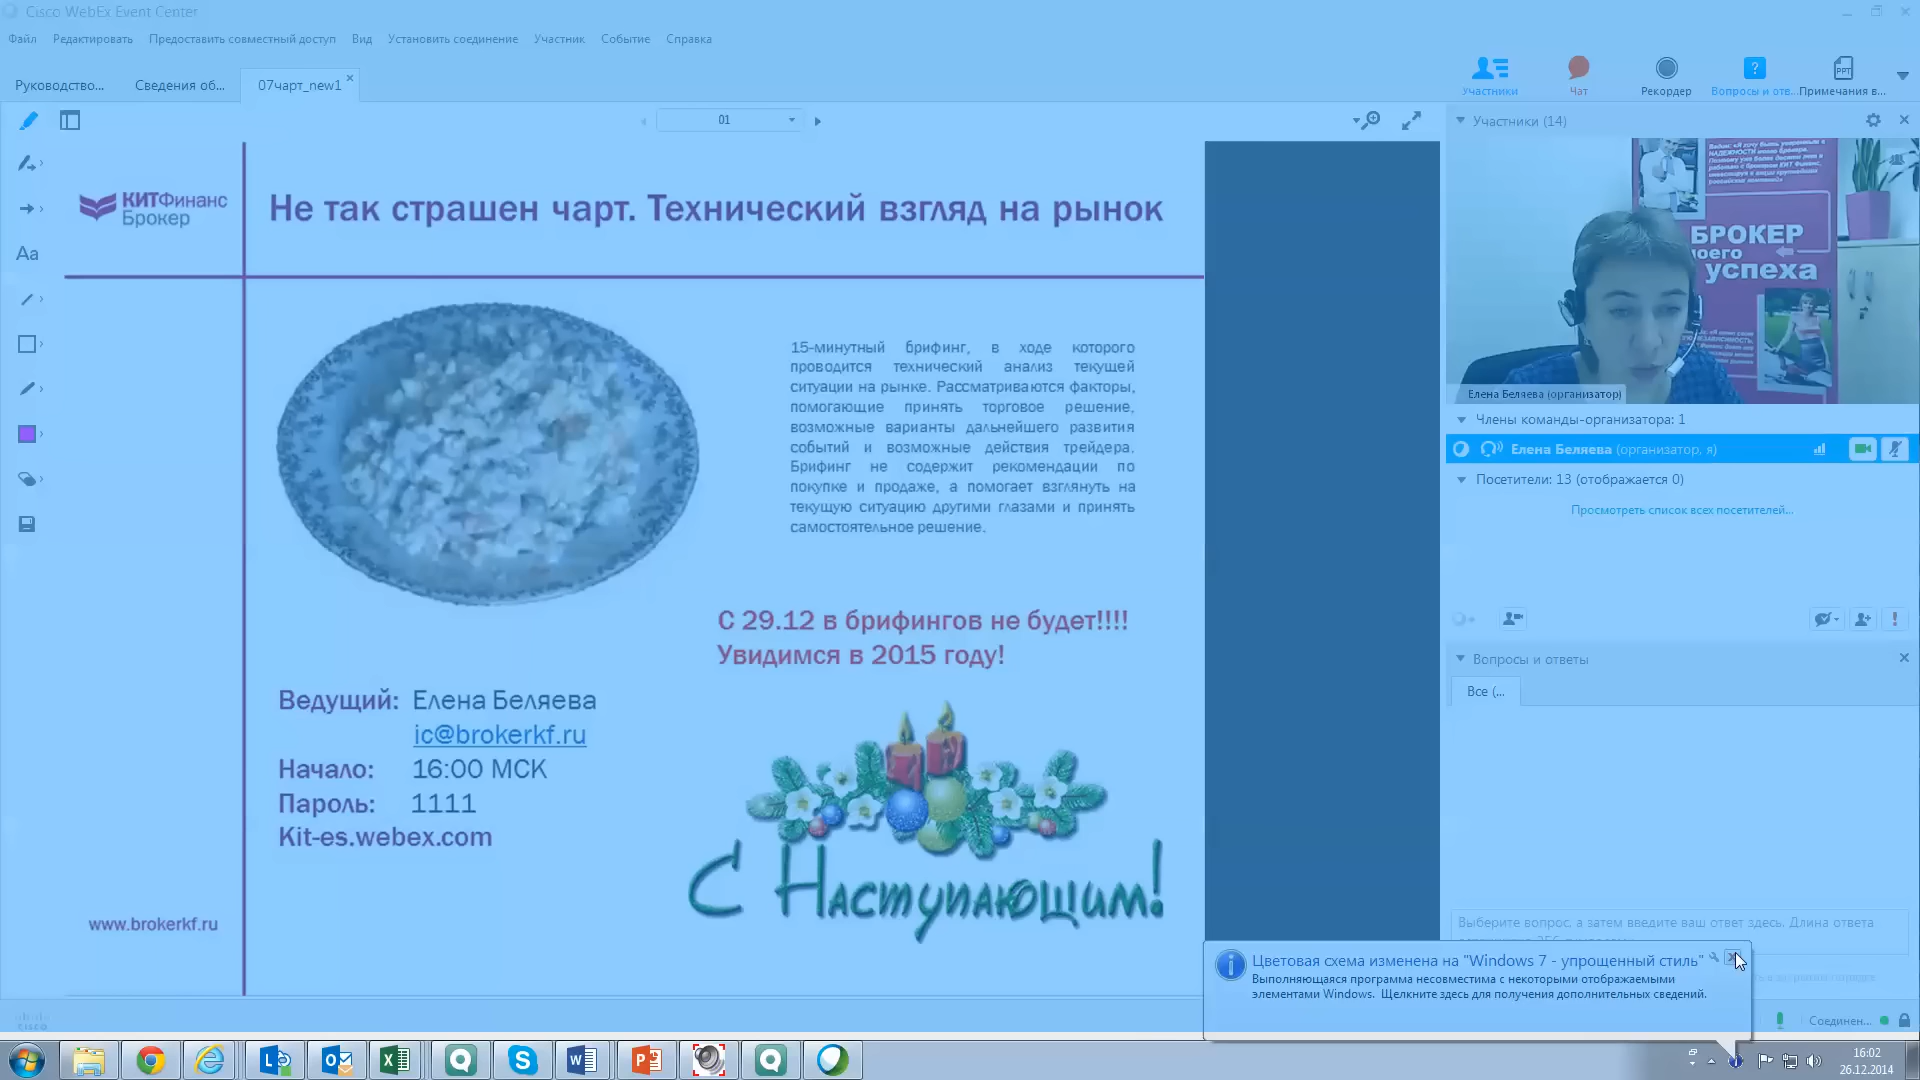 Cisco WebEx Event Center
Файл Редактировать Предоставить совместный доступ Вид Установить соединение Участник Событие Справка
Руководство... Сведения об... 07чарт_new1
Участники Чат Рекордер Вопросы и отв... Примечания в...
01
Участники (14)
КИТФинанс
Брокер
Не так страшен чарт. Технический взгляд на рынок
Aa
БРОКЕР
моего
успеха
Елена Беляева (организатор)
15-минутный брифинг, в ходе которого
проводится технический анализ текущей
ситуации на рынке. Рассматриваются факторы,
помогающие принять торговое решение,
возможные варианты дальнейшего развития
событий и возможные действия трейдера.
Брифинг не содержит рекомендации по
покупке и продаже, а помогает взглянуть на
текущую ситуацию другими глазами и принять
самостоятельное решение.
Члены команды-организатора: 1
Елена Беляева (организатор, я)
Посетители: 13 (отображается 0)
Просмотреть список всех посетителей...
С 29.12 в брифингов не будет!!!!
Увидимся в 2015 году!
Вопросы и ответы
Все (...
Ведущий: Елена Беляева
ic@brokerkf.ru
Начало: 16:00 МСК
Пароль: 1111
Kit-es.webex.com
С Наступающим!
www.brokerkf.ru
Выберите вопрос, а затем введите ваш ответ здесь. Длина ответа
Цветовая схема изменена на "Windows 7 - упрощенный стиль"
Выполняющаяся программа несовместима с некоторыми отображаемыми
элементами Windows. Щелкните здесь для получения дополнительных сведений.
cisco
Соединен...
16:02
26.12.2014